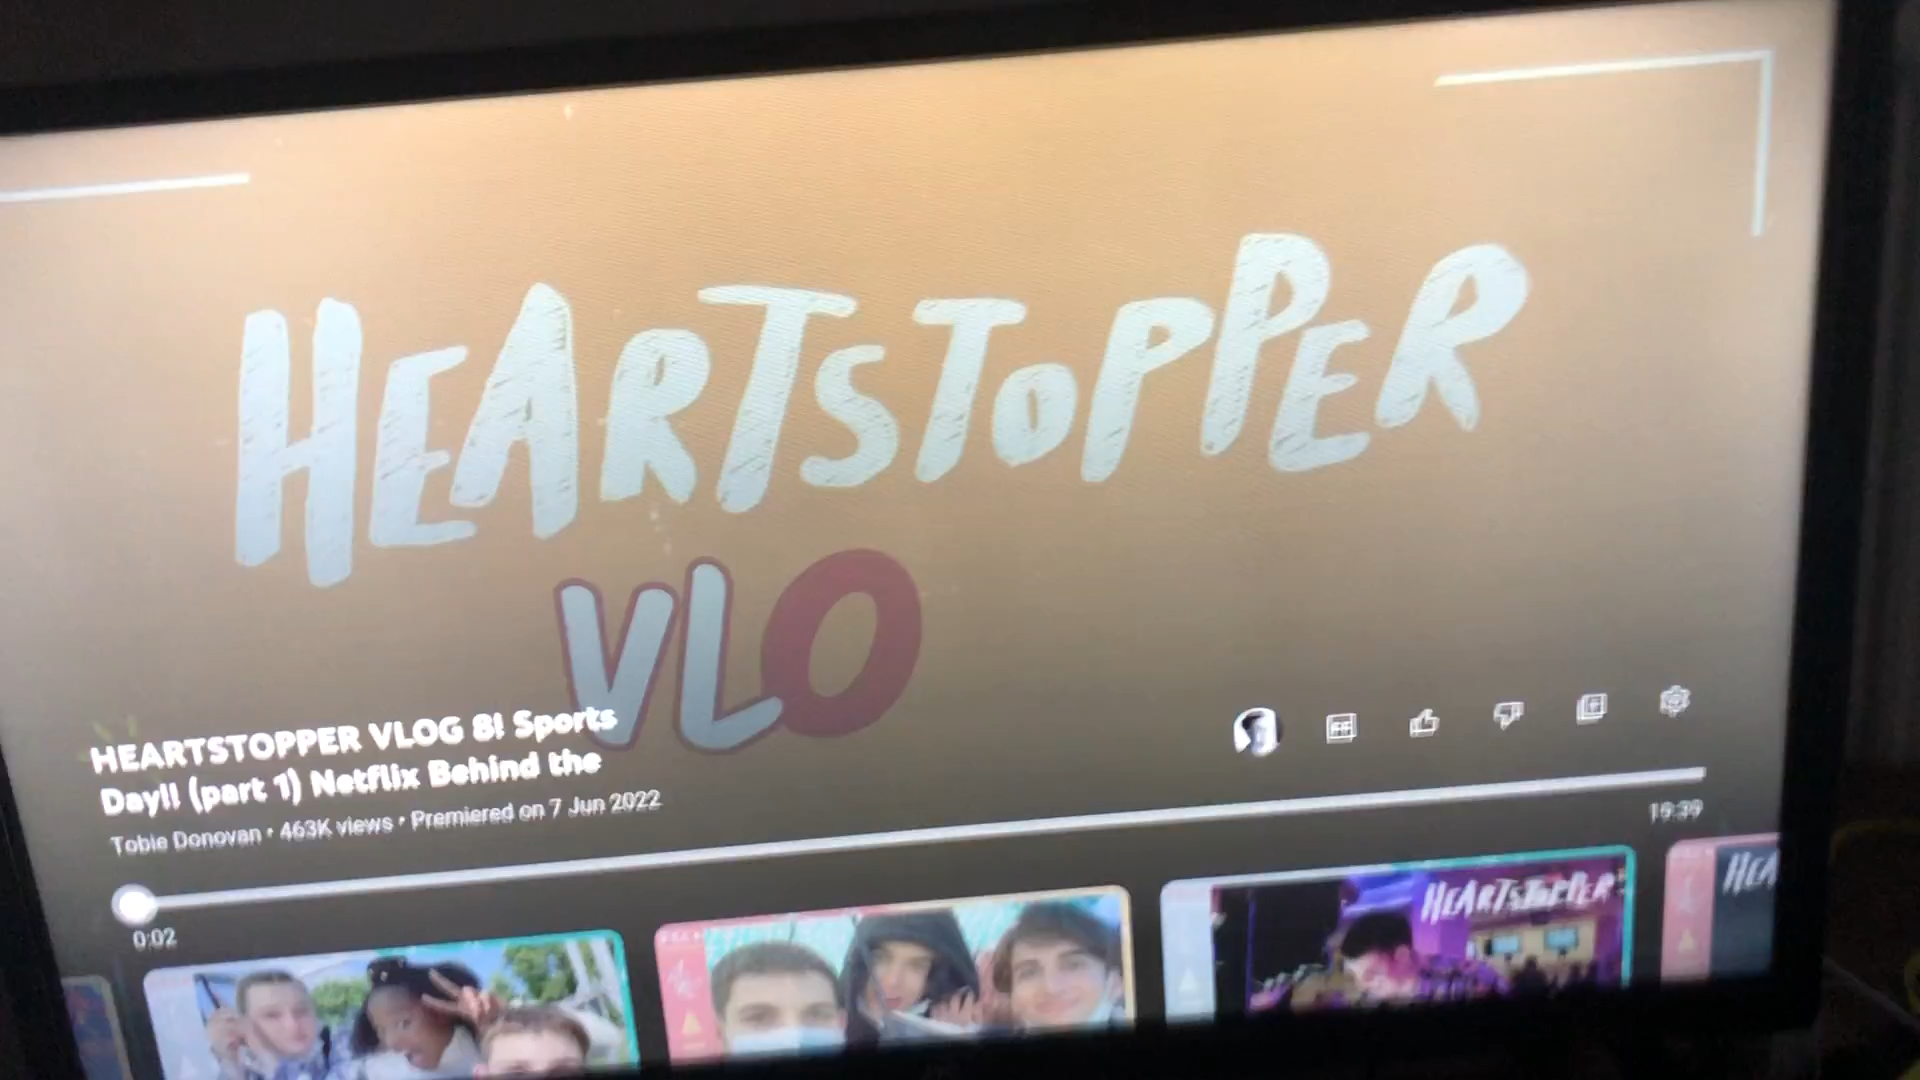 HEARTSTOPPER
VLO
HEARTSTOPPER VLOG 8! Sports
Day!! (part 1) Netflix Behind the
Tobie Donovan • 463K views • Premiered on 7 Jun 2022
19:39
0:02
HEARTSTOPPER
HEA